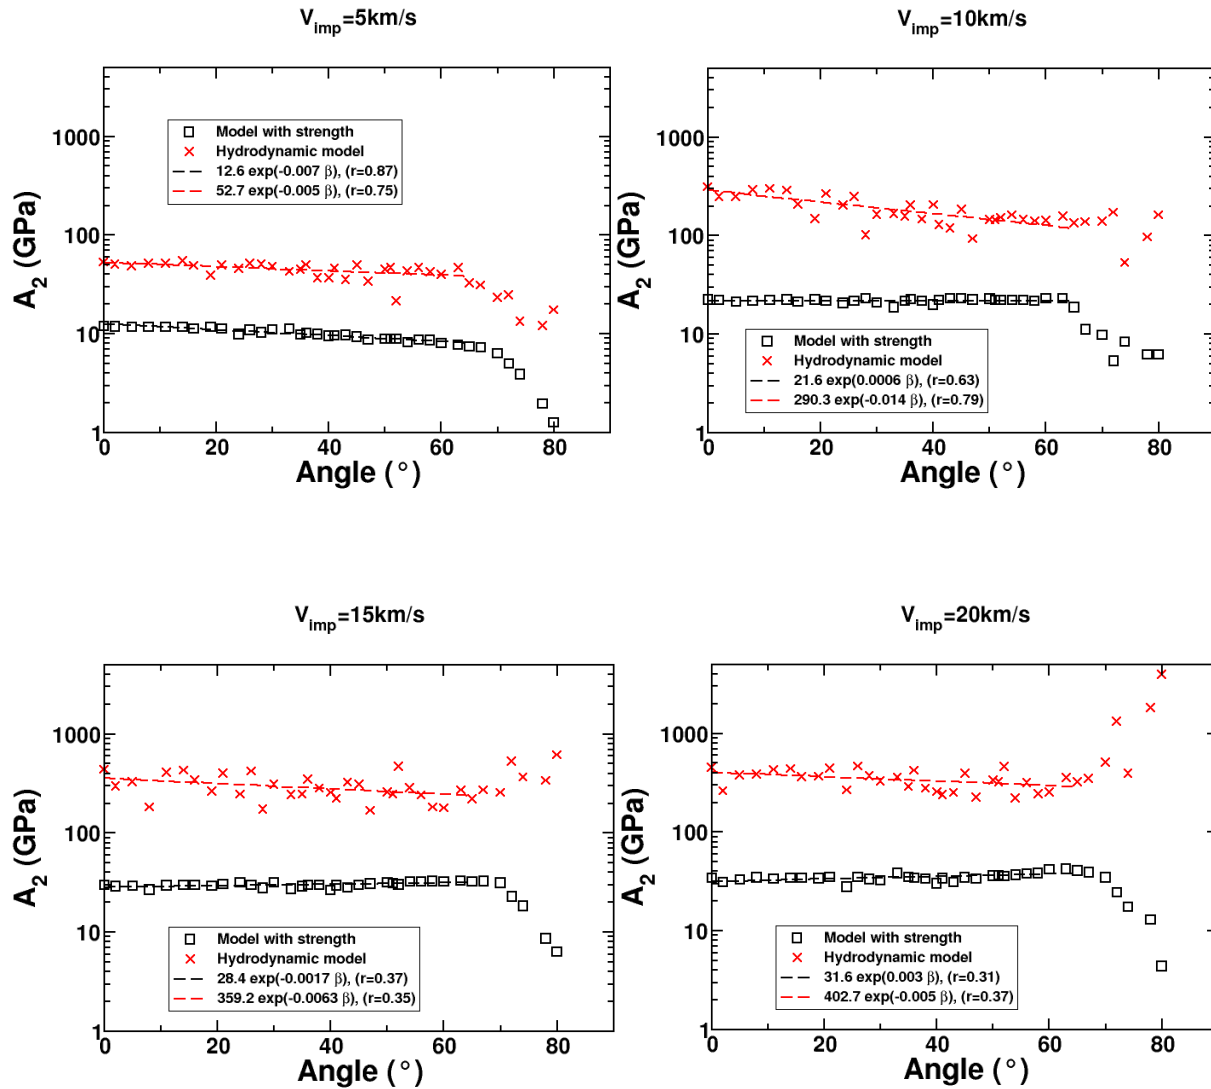 V_imp=5km/s
A_2 (GPa)
1000
100
10
1
Model with strength
Hydrodynamic model
12.6 exp(-0.007 β), (r=0.87)
52.7 exp(-0.005 β), (r=0.75)
0 20 40 60 80
Angle (°)
V_imp=10km/s
A_2 (GPa)
1000
100
10
1
Model with strength
Hydrodynamic model
21.6 exp(0.0006 β), (r=0.63)
290.3 exp(-0.014 β), (r=0.79)
0 20 40 60 80
Angle (°)
V_imp=15km/s
A_2 (GPa)
1000
100
10
1
Model with strength
Hydrodynamic model
28.4 exp(-0.0017 β), (r=0.37)
359.2 exp(-0.0063 β), (r=0.35)
0 20 40 60 80
Angle (°)
V_imp=20km/s
A_2 (GPa)
1000
100
10
1
Model with strength
Hydrodynamic model
31.6 exp(0.003 β), (r=0.31)
402.7 exp(-0.005 β), (r=0.37)
0 20 40 60 80
Angle (°)